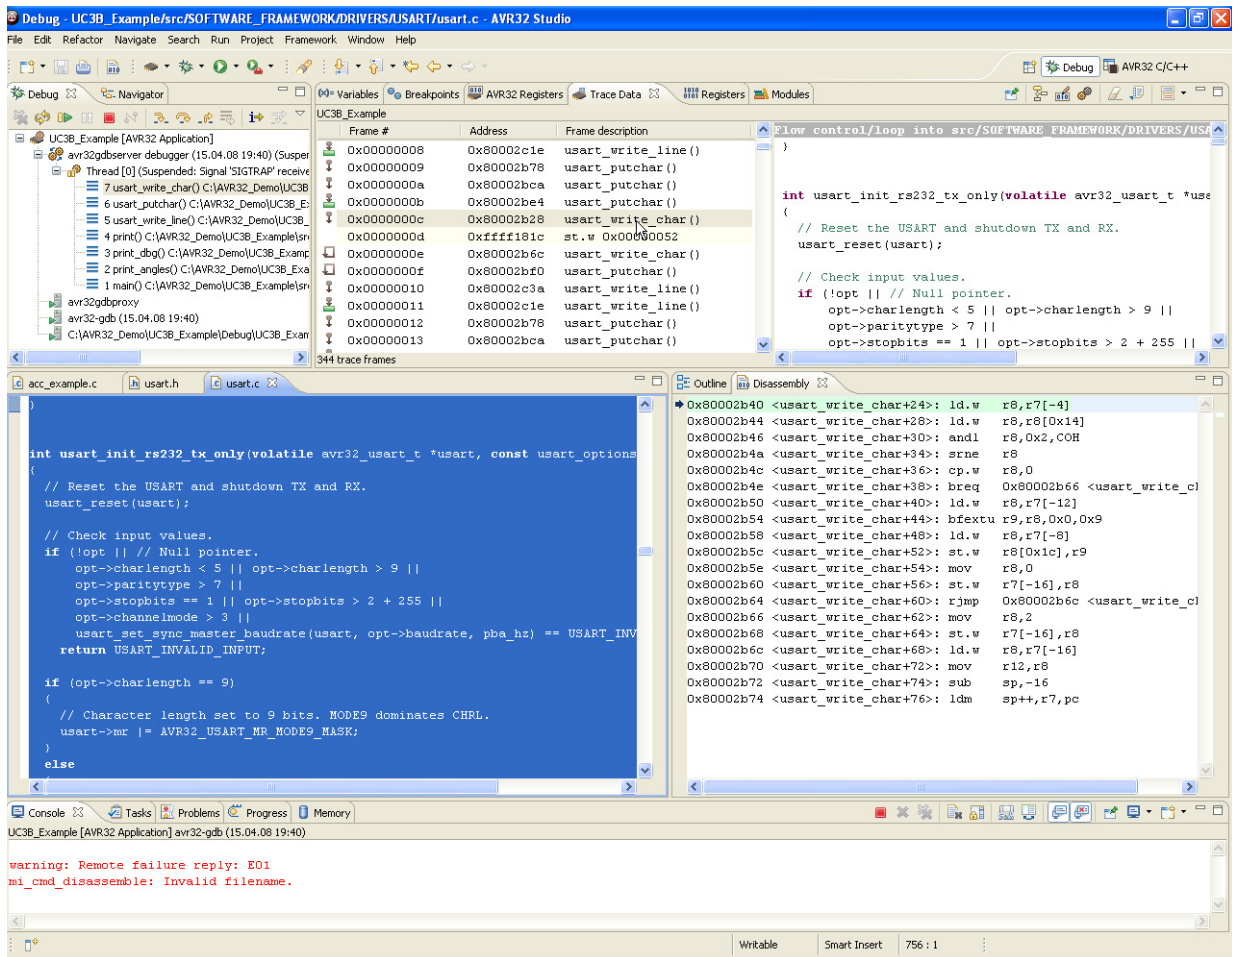 Debug - UC3B_Example/src/SOFTWARE_FRAMEWORK/DRIVERS/USART/usart.c - AVR32 Studio
File Edit Refactor Navigate Search Run Project Framework Window Help
Debug AVR32 C/C++
Debug Navigator
UC3B_Example [AVR32 Application]
avr32gdbserver debugger (15.04.08 19:40) (Susper
Thread [0] (Suspended: Signal 'SIGTRAP' receive
7 usart_write_char() C:\AVR32_Demo\UC3B
6 usart_putchar() C:\AVR32_Demo\UC3B_E
5 usart_write_line() C:\AVR32_Demo\UC3B_
4 print() C:\AVR32_Demo\UC3B_Example\sr
3 print_dbg() C:\AVR32_Demo\UC3B_Examp
2 print_angles() C:\AVR32_Demo\UC3B_Exa
1 main() C:\AVR32_Demo\UC3B_Example\sr
avr32gdbproxy
avr32-gdb (15.04.08 19:40)
C:\AVR32_Demo\UC3B_Example\Debug\UC3B_Exam
Variables Breakpoints AVR32 Registers Trace Data Registers Modules
UC3B_Example
Frame # Address Frame description
0x00000008 0x80002c1e usart_write_line()
0x00000009 0x80002b78 usart_putchar()
0x0000000a 0x80002bca usart_putchar()
0x0000000b 0x80002be4 usart_putchar()
0x0000000c 0x80002b28 usart_write_char()
0x0000000d 0xffff181c st.w 0x00000052
0x0000000e 0x80002b6c usart_write_char()
0x0000000f 0x80002bf0 usart_putchar()
0x00000010 0x80002c3a usart_write_line()
0x00000011 0x80002c1e usart_write_line()
0x00000012 0x80002b78 usart_putchar()
0x00000013 0x80002bca usart_putchar()
344 trace frames
Flow control/loop into src/SOFTWARE_FRAMEWORK/DRIVERS/USA
}
int usart_init_rs232_tx_only(volatile avr32_usart_t *usa
{
// Reset the USART and shutdown TX and RX.
usart_reset(usart);
// Check input values.
if (!opt || // Null pointer.
opt->charlength < 5 || opt->charlength > 9 ||
opt->paritytype > 7 ||
opt->stopbits == 1 || opt->stopbits > 2 + 255 ||
acc_example.c usart.h usart.c
}
int usart_init_rs232_tx_only(volatile avr32_usart_t *usart, const usart_options
{
// Reset the USART and shutdown TX and RX.
usart_reset(usart);
// Check input values.
if (!opt || // Null pointer.
opt->charlength < 5 || opt->charlength > 9 ||
opt->paritytype > 7 ||
opt->stopbits == 1 || opt->stopbits > 2 + 255 ||
opt->channelmode > 3 ||
usart_set_sync_master_baudrate(usart, opt->baudrate, pba_hz) == USART_INV
return USART_INVALID_INPUT;
if (opt->charlength == 9)
{
// Character length set to 9 bits. MODE9 dominates CHRL.
usart->mr |= AVR32_USART_MR_MODE9_MASK;
}
else
Outline Disassembly
0x80002b40 <usart_write_char+24>: ld.w r8,r7[-4]
0x80002b44 <usart_write_char+28>: ld.w r8,r8[0x14]
0x80002b46 <usart_write_char+30>: andl r8,0x2,COH
0x80002b4a <usart_write_char+34>: srne r8
0x80002b4c <usart_write_char+36>: cp.w r8,0
0x80002b4e <usart_write_char+38>: breq 0x80002b66 <usart_write_cl
0x80002b50 <usart_write_char+40>: ld.w r8,r7[-12]
0x80002b54 <usart_write_char+44>: bfextu r9,r8,0x0,0x9
0x80002b58 <usart_write_char+48>: ld.w r8,r7[-8]
0x80002b5c <usart_write_char+52>: st.w r8[0x1c],r9
0x80002b5e <usart_write_char+54>: mov r8,0
0x80002b60 <usart_write_char+56>: st.w r7[-16],r8
0x80002b64 <usart_write_char+60>: rjmp 0x80002b6c <usart_write_cl
0x80002b66 <usart_write_char+62>: mov r8,2
0x80002b68 <usart_write_char+64>: st.w r7[-16],r8
0x80002b6c <usart_write_char+68>: ld.w r8,r7[-16]
0x80002b70 <usart_write_char+72>: mov r12,r8
0x80002b72 <usart_write_char+74>: sub sp,-16
0x80002b74 <usart_write_char+76>: ldm sp++,r7,pc
Console Tasks Problems Progress Memory
UC3B_Example [AVR32 Application] avr32-gdb (15.04.08 19:40)
warning: Remote failure reply: E01
mi_cmd_disassemble: Invalid filename.
Writable Smart Insert 756 : 1